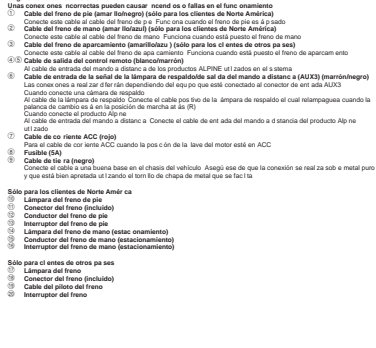 Unas conex ones ncorrectas pueden causar ncend os o fallas en el func onamiento
① Cable del freno de pie (amar llo/negro) (sólo para los clientes de Norte América)
Conecte este cable al cable del freno de p e Func ona cuando el freno de pie es á p sado
② Cable del freno de mano (amar llo/azul) (sólo para los clientes de Norte América)
Conecte este cable al cable del freno de mano Funciona cuando está puesto el freno de mano
③ Cable del freno de aparcamiento (amarillo/azu ) (sólo para los cl entes de otros pa ses)
Conecte este cable al cable del freno de apa camiento Funciona cuando está puesto el freno de aparcam ento
④⑤ Cable de salida del control remoto (blanco/marrón)
Al cable de entrada del mando a distanc a de los productos ALPINE ut l zados en el s stema
⑥ Cable de entrada de la señal de la lámpara de respaldo/de sal da del mando a distanc a (AUX3) (marrón/negro)
Las conex ones a real zar d fer rán dependiendo del equ po que esté conectado al conector de ent ada AUX3
Cuando conecte una cámara de respaldo
Al cable de la lámpara de respaldo Conecte el cable pos tivo de la ámpara de respaldo el cual relampaguea cuando la
palanca de cambio es á en la posición de marcha at ás (R)
Cuando conecte el producto Alp ne
Al cable de entrada del mando a distanc a Conecte el cable de ent ada del mando a d stancia del producto Alp ne
ut l zado
⑦ Cable de co riente ACC (rojo)
Para el cable de cor iente ACC cuando la pos c ón de la lave del motor esté en ACC
⑧ Fusible (5A)
⑨ Cable de tie ra (negro)
Conecte el cable a una buena base en el chasis del vehículo Asegú ese de que la conexión se real za sob e metal puro
y que está bien apretada ut l zando el torn llo de chapa de metal que se fac l ta
Sólo para los clientes de Norte Amér ca
⑩ Lámpara del freno de pie
⑪ Conector del freno (incluido)
⑫ Conductor del freno de pie
⑬ Interruptor del freno de pie
⑭ Lámpara del freno de mano (estac onamiento)
⑮ Conductor del freno de mano (estacionamiento)
⑯ Interruptor del freno de mano (estacionamiento)
Sólo para cl entes de otros pa ses
⑰ Lámpara del freno
⑱ Conector del freno (incluido)
⑲ Cable del piloto del freno
⑳ Interruptor del freno